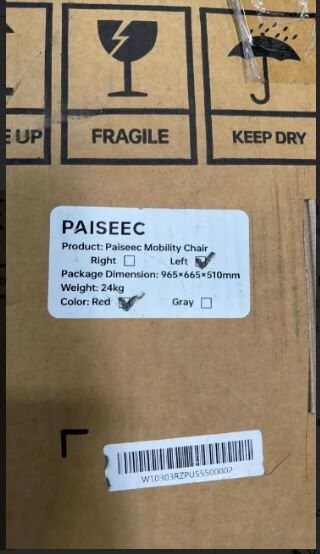 E UP
FRAGILE
KEEP DRY
PAISEEC
Product: Paiseec Mobility Chair
Right Left
Package Dimension: 965×665×510mm
Weight: 24kg
Color: Red Gray
W10303RZPUS5500002